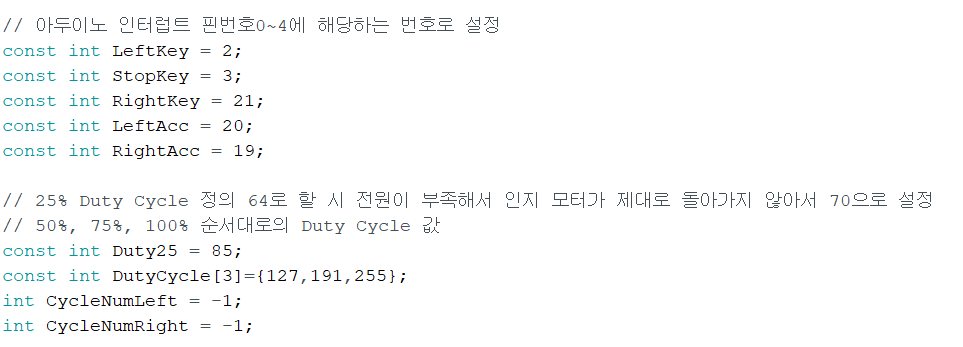 // 아두이노 인터럽트 핀번호0~4에 해당하는 번호로 설정
const int LeftKey = 2;
const int StopKey = 3;
const int RightKey = 21;
const int LeftAcc = 20;
const int RightAcc = 19;
// 25% Duty Cycle 정의 64로 할 시 전원이 부족해서 인지 모터가 제대로 돌아가지 않아서 70으로 설정
// 50%, 75%, 100% 순서대로의 Duty Cycle 값
const int Duty25 = 85;
const int DutyCycle[3]={127,191,255};
int CycleNumLeft = -1;
int CycleNumRight = -1;